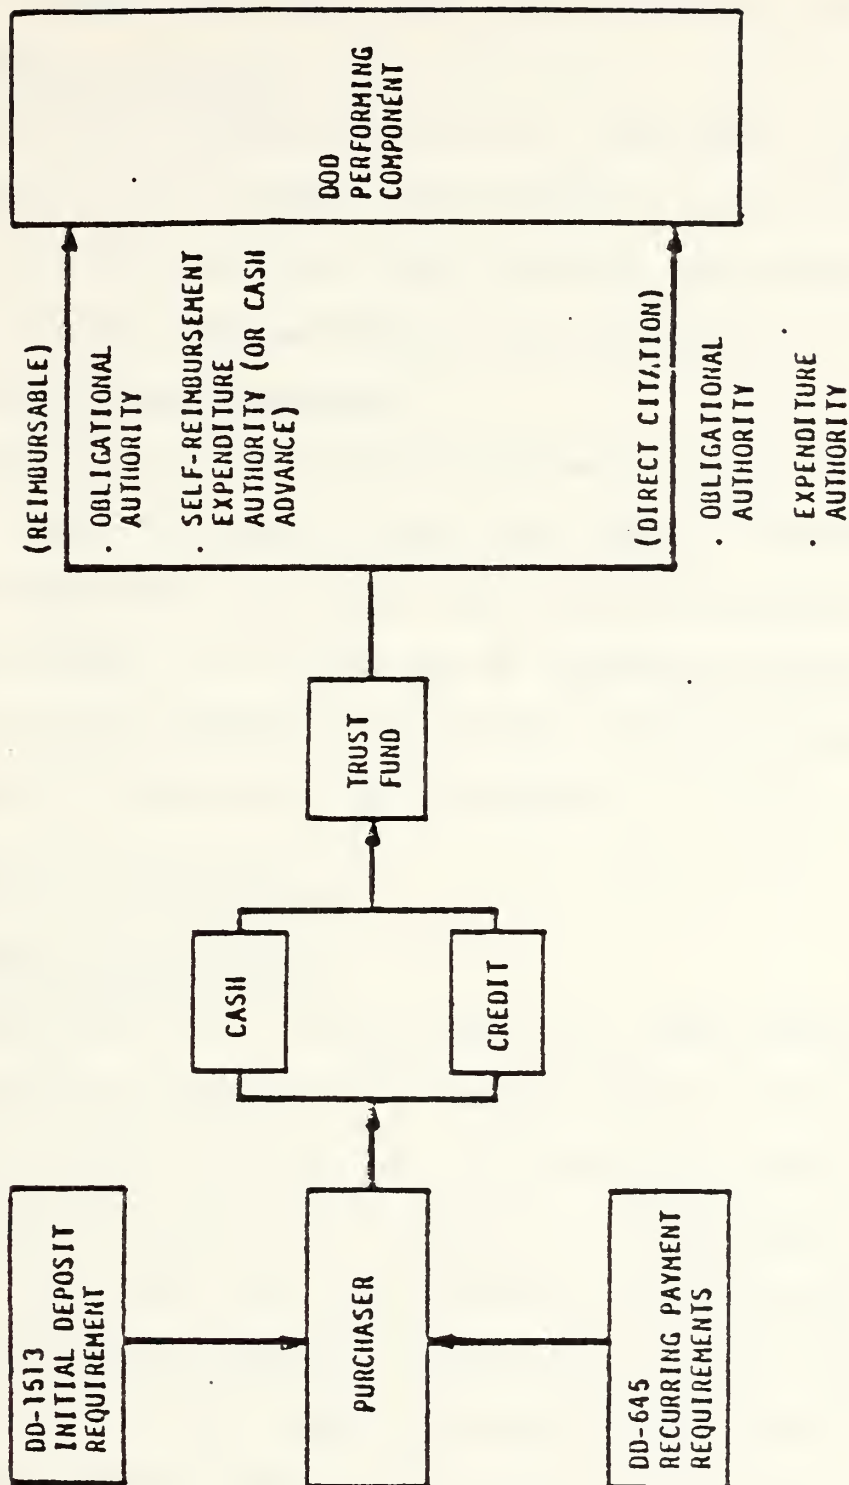 DD-1513
INITIAL DEPOSIT
REQUIREMENT
PURCHASER
DD-645
RECURRING PAYMENT
REQUIREMENTS
CASH
CREDIT
TRUST
FUND
(REIMBURSABLE)
. OBLIGATIONAL
AUTHORITY
. SELF-REIMBURSEMENT
EXPENDITURE
AUTHORITY (OR CASH
ADVANCE)
(DIRECT CITATION)
. OBLIGATIONAL
AUTHORITY
. EXPENDITURE
AUTHORITY
DOD
PERFORMING
COMPONENT